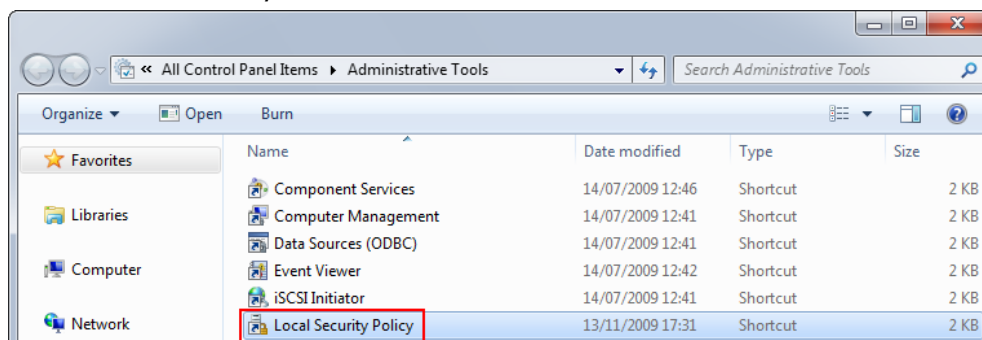 « All Control Panel Items ▸ Administrative Tools Search Administrative Tools
Organize Open Burn
Favorites
Libraries
Computer
Network
Name Date modified Type Size
Component Services 14/07/2009 12:46 Shortcut 2 KB
Computer Management 14/07/2009 12:41 Shortcut 2 KB
Data Sources (ODBC) 14/07/2009 12:41 Shortcut 2 KB
Event Viewer 14/07/2009 12:42 Shortcut 2 KB
iSCSI Initiator 14/07/2009 12:41 Shortcut 2 KB
Local Security Policy 13/11/2009 17:31 Shortcut 2 KB